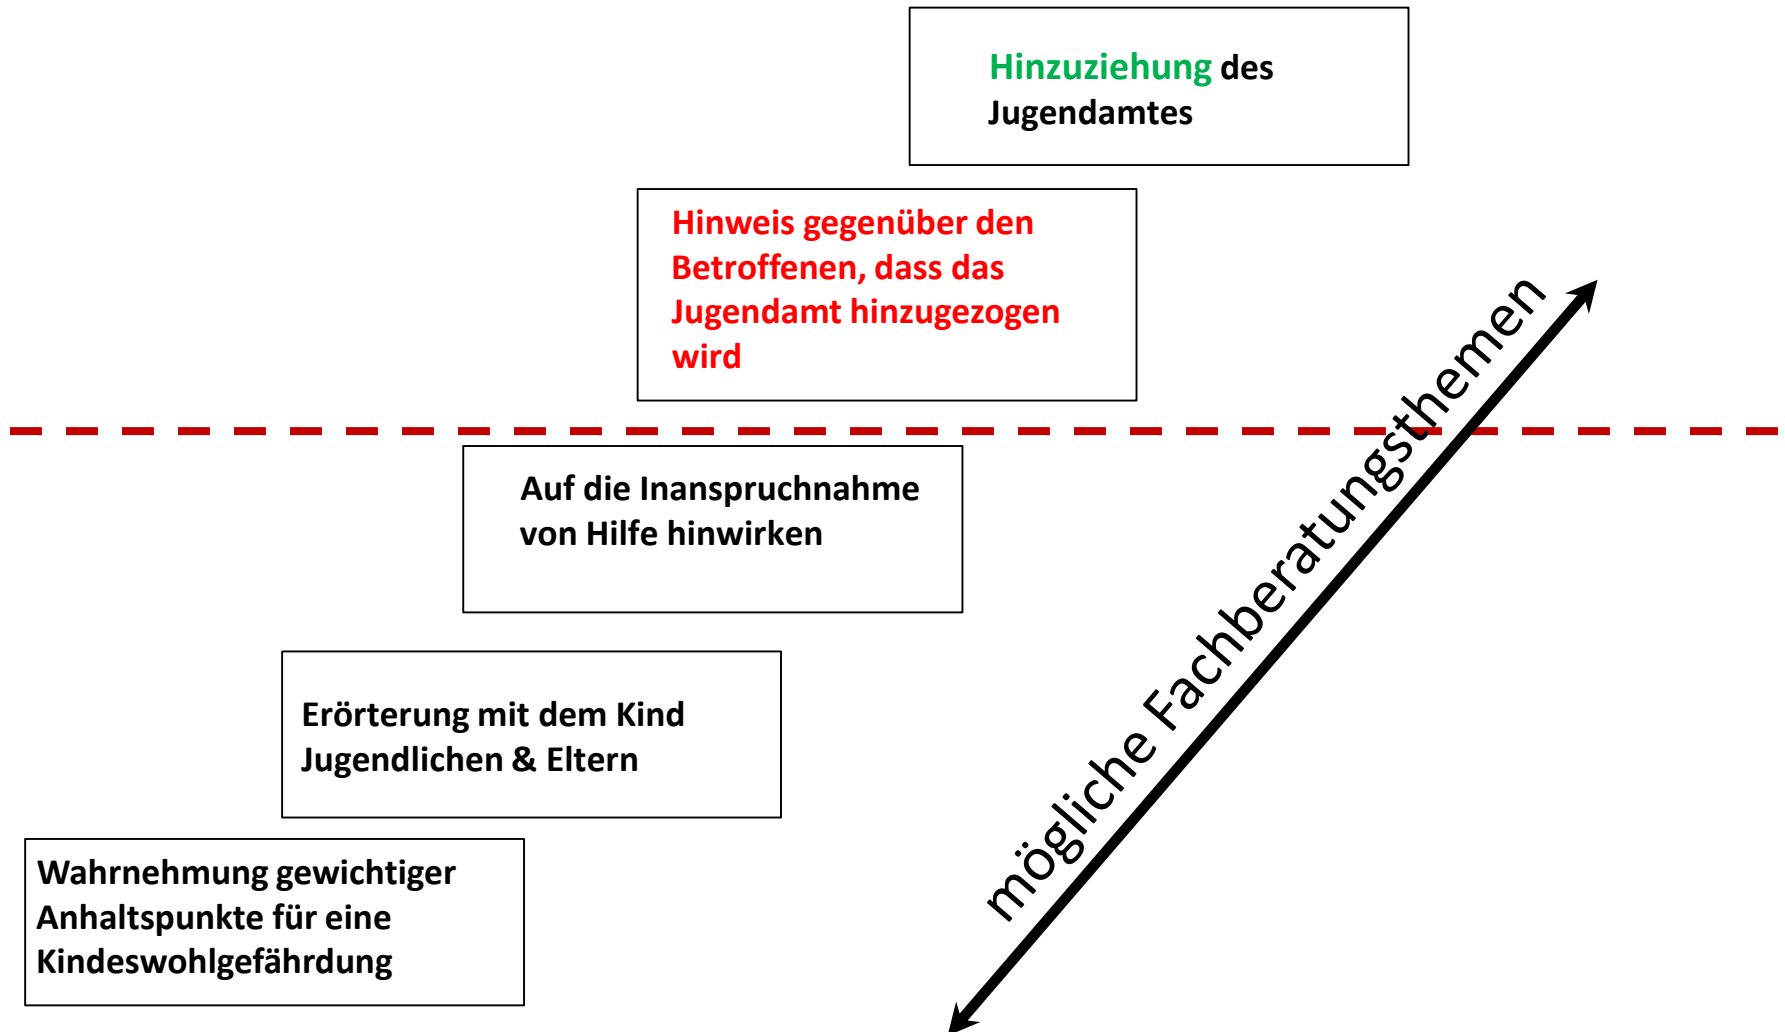 Hinzuziehung des
Jugendamtes
Hinweis gegenüber den
Betroffenen, dass das
Jugendamt hinzugezogen
wird
Auf die Inanspruchnahme
von Hilfe hinwirken
Erörterung mit dem Kind
Jugendlichen & Eltern
Wahrnehmung gewichtiger
Anhaltspunkte für eine
Kindeswohlgefährdung
mögliche Fachberatungsthemen